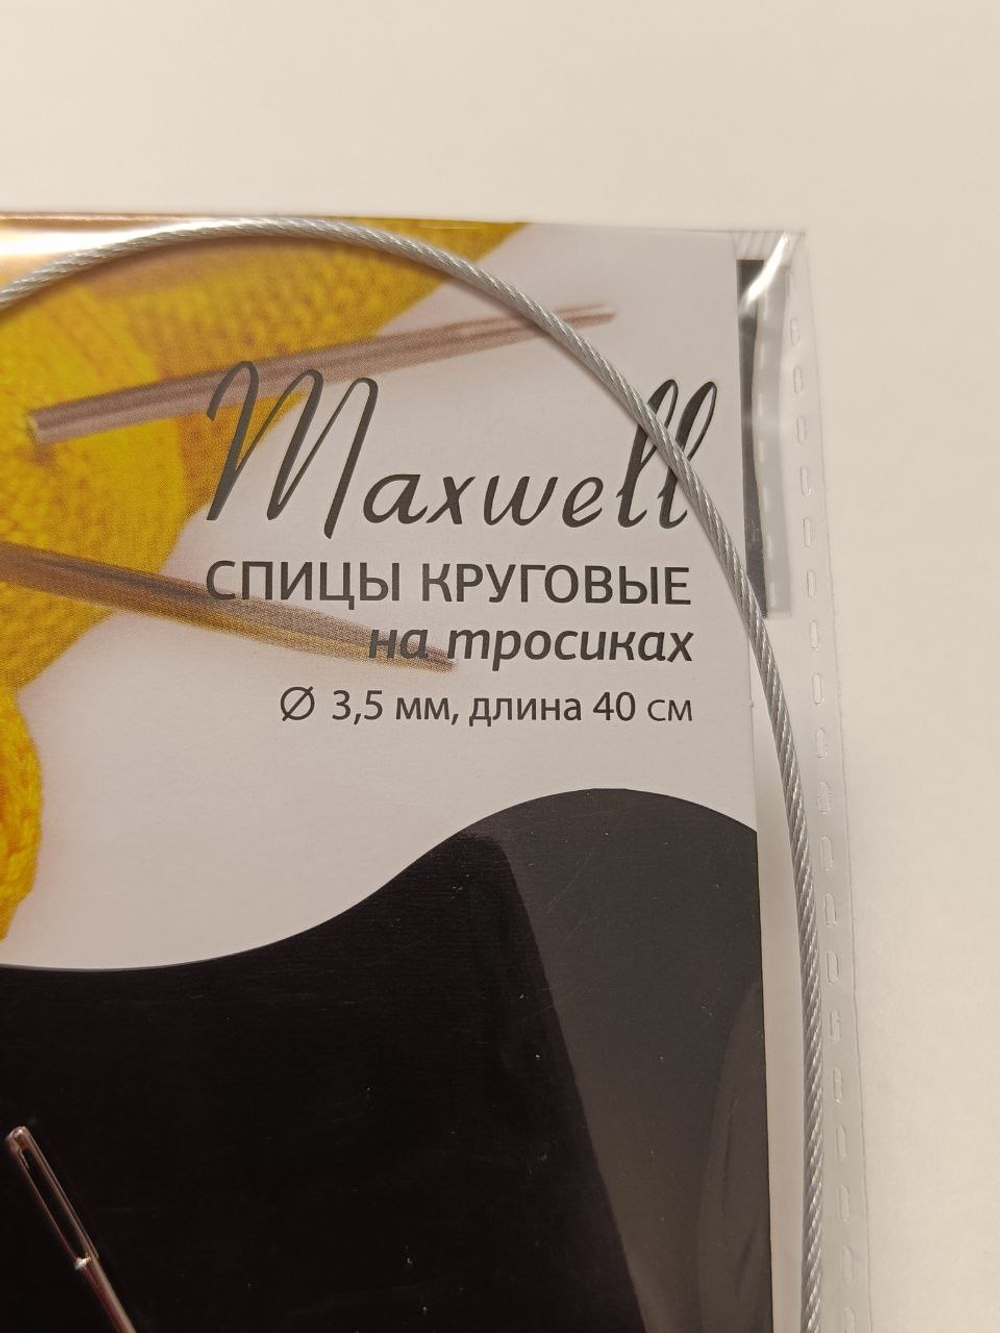 Maxwell
СПИЦЫ КРУГОВЫЕ
на тросиках
Ø 3,5 мм, длина 40 см